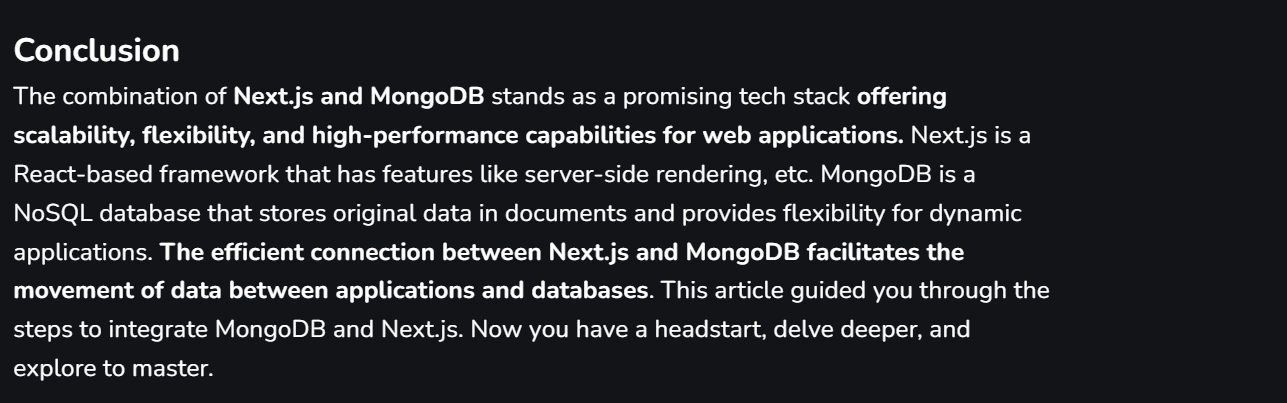 Conclusion
The combination of Next.js and MongoDB stands as a promising tech stack offering
scalability, flexibility, and high-performance capabilities for web applications. Next.js is a
React-based framework that has features like server-side rendering, etc. MongoDB is a
NoSQL database that stores original data in documents and provides flexibility for dynamic
applications. The efficient connection between Next.js and MongoDB facilitates the
movement of data between applications and databases. This article guided you through the
steps to integrate MongoDB and Next.js. Now you have a headstart, delve deeper, and
explore to master.